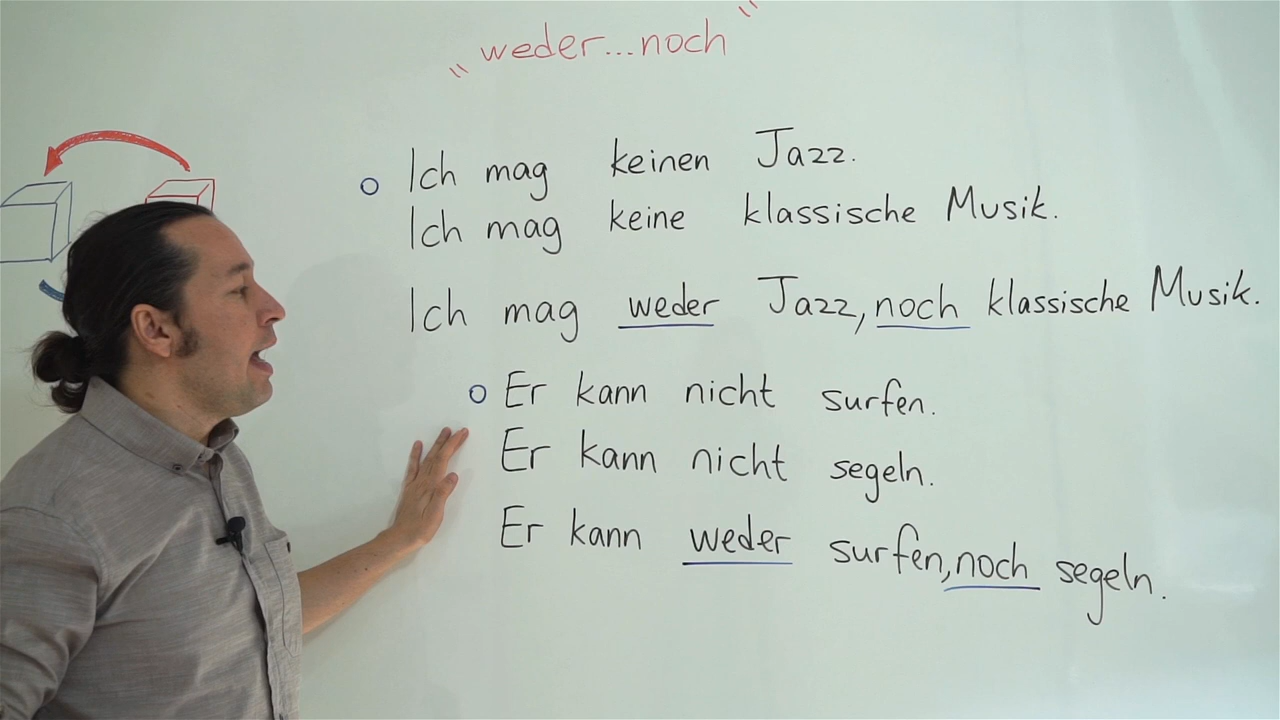 "weder...noch"
Ich mag keinen Jazz.
Ich mag keine klassische Musik.
Ich mag weder Jazz, noch klassische Musik.
Er kann nicht surfen.
Er kann nicht segeln.
Er kann weder surfen, noch segeln.